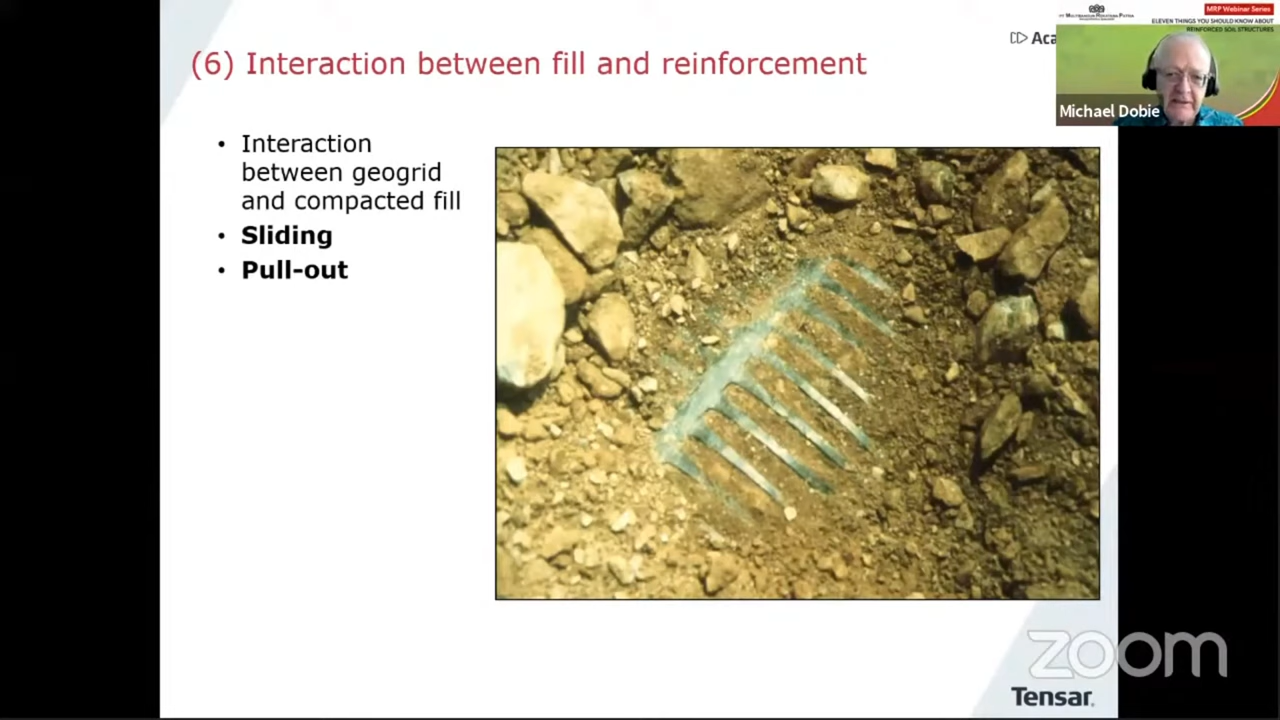 (6) Interaction between fill and reinforcement
• Interaction
between geogrid
and compacted fill
• Sliding
• Pull-out
MRP Webinar Series
ELEVEN THINGS YOU SHOULD KNOW ABOUT
REINFORCED SOIL STRUCTURES
Aca
Michael Dobie
zoom
Tensar